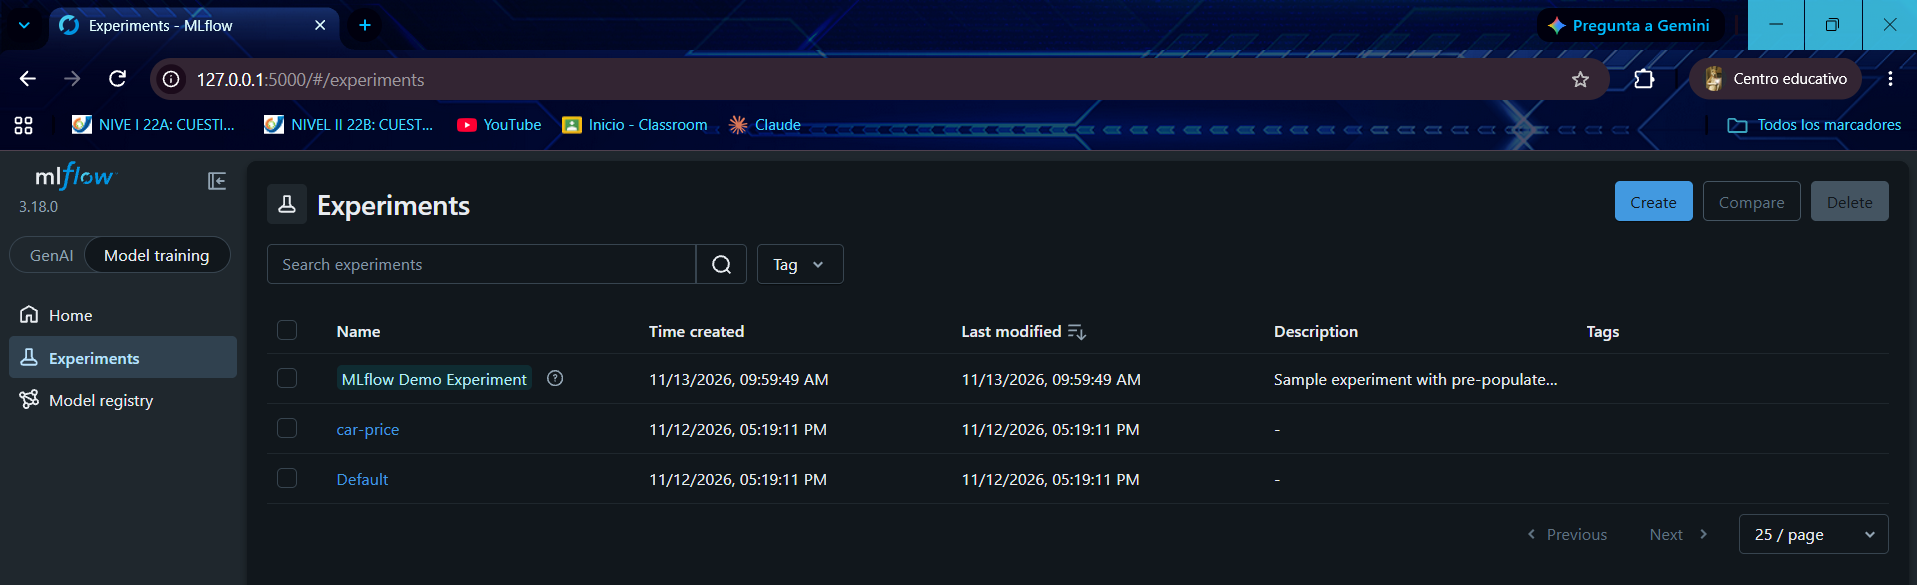 Experiments - MLflow
Pregunta a Gemini
127.0.0.1:5000/#/experiments
Centro educativo
NIVE I 22A: CUESTI...
NIVEL II 22B: CUEST...
YouTube
Inicio - Classroom
Claude
Todos los marcadores
mlflow
3.18.0
GenAI
Model training
Home
Experiments
Model registry
Experiments
Create
Compare
Delete
Search experiments
Tag
Name Time created Last modified Description Tags
MLflow Demo Experiment 11/13/2026, 09:59:49 AM 11/13/2026, 09:59:49 AM Sample experiment with pre-populate...
car-price 11/12/2026, 05:19:11 PM 11/12/2026, 05:19:11 PM -
Default 11/12/2026, 05:19:11 PM 11/12/2026, 05:19:11 PM -
Previous Next 25 / page